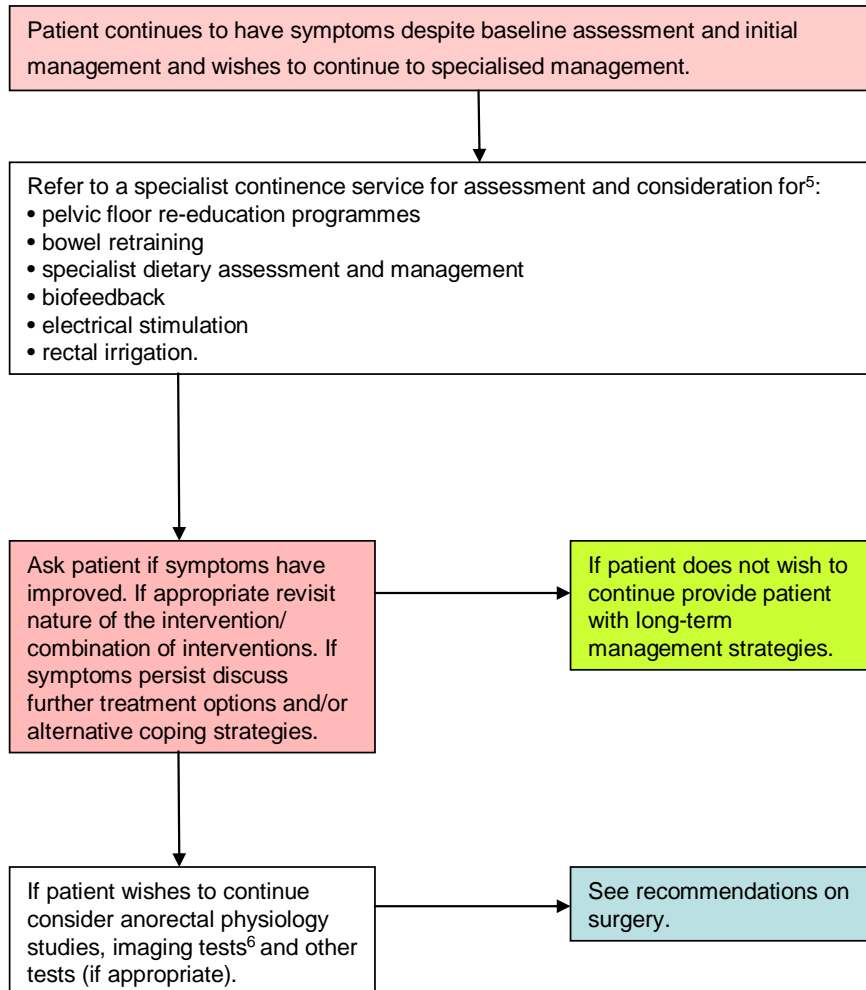 Patient continues to have symptoms despite baseline assessment and initial
management and wishes to continue to specialised management.
Refer to a specialist continence service for assessment and consideration for⁵:
• pelvic floor re-education programmes
• bowel retraining
• specialist dietary assessment and management
• biofeedback
• electrical stimulation
• rectal irrigation.
Ask patient if symptoms have
improved. If appropriate revisit
nature of the intervention/
combination of interventions. If
symptoms persist discuss
further treatment options and/or
alternative coping strategies.
If patient does not wish to
continue provide patient
with long-term
management strategies.
If patient wishes to continue
consider anorectal physiology
studies, imaging tests⁶ and other
tests (if appropriate).
See recommendations on
surgery.